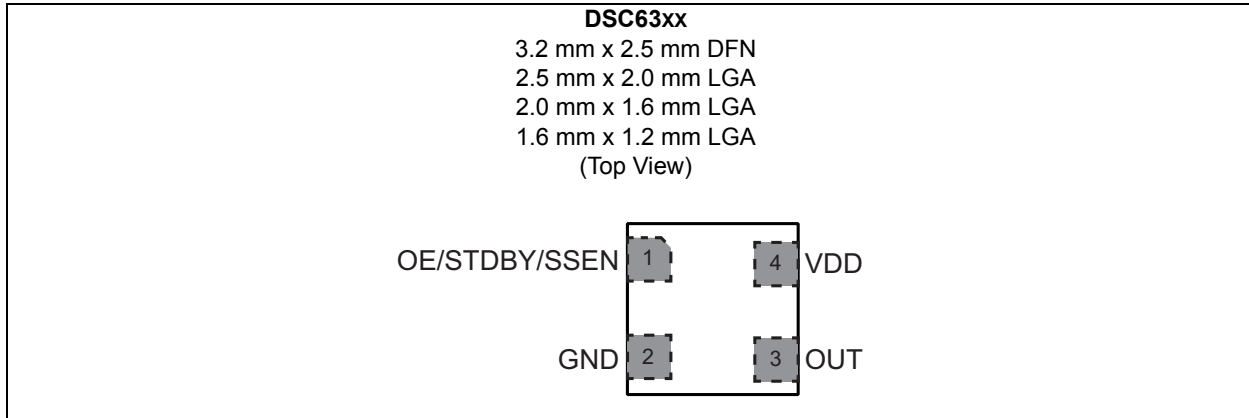 DSC63xx
3.2 mm x 2.5 mm DFN
2.5 mm x 2.0 mm LGA
2.0 mm x 1.6 mm LGA
1.6 mm x 1.2 mm LGA
(Top View)
OE/STDBY/SSEN 1 4 VDD
GND 2 3 OUT